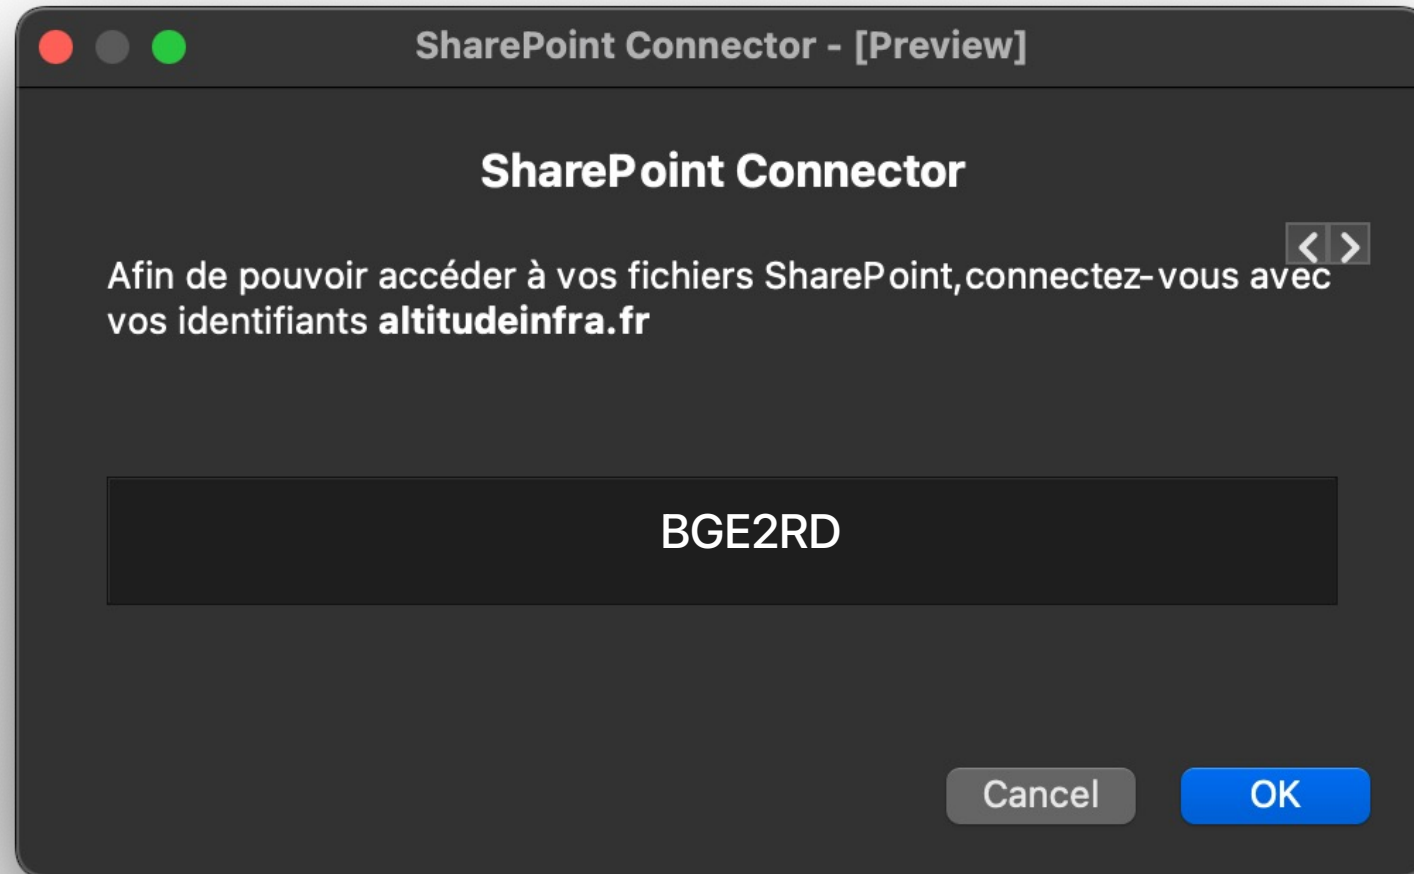 SharePoint Connector - [Preview]
SharePoint Connector
Afin de pouvoir accéder à vos fichiers SharePoint,connectez-vous avec
vos identifiants altitudeinfra.fr
BGE2RD
Cancel
OK